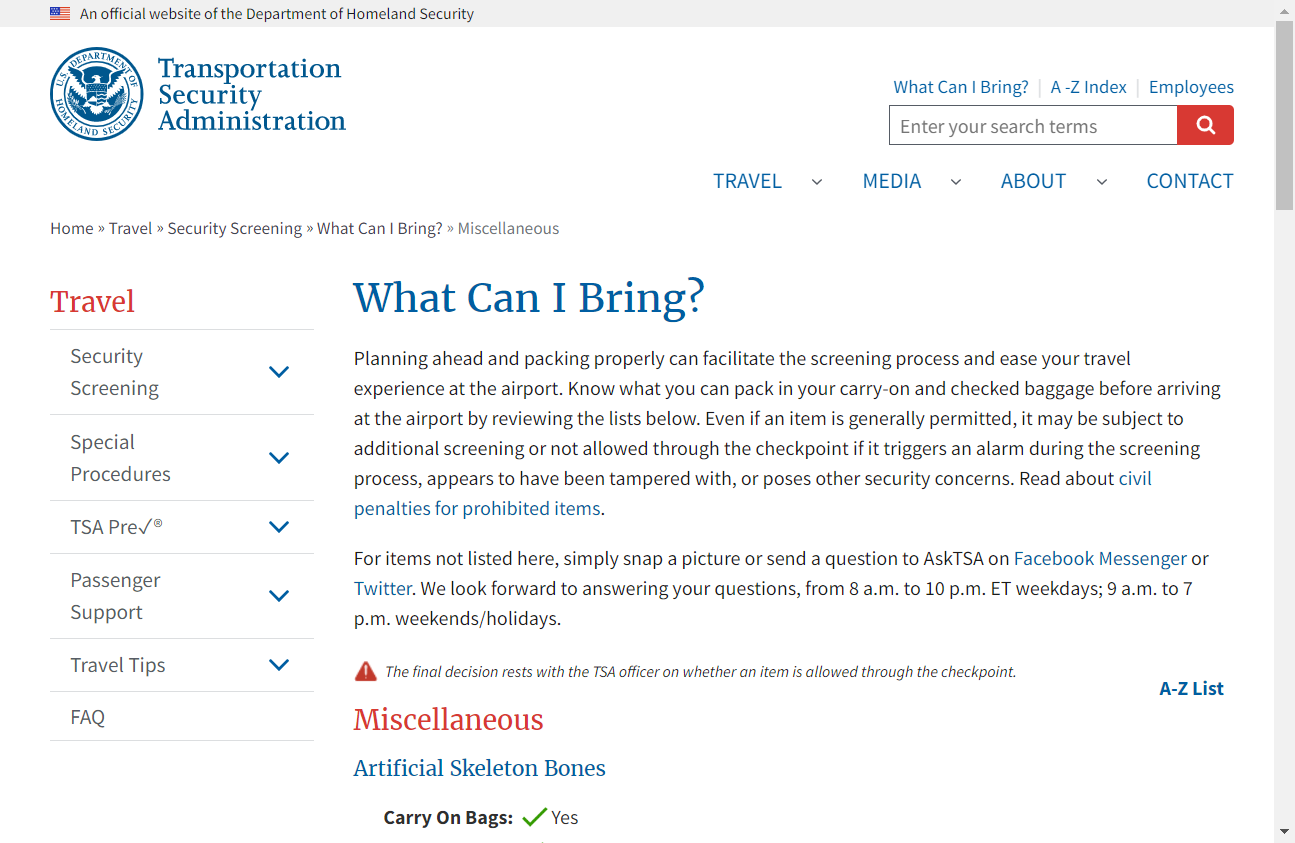 An official website of the Department of Homeland Security
U.S. DEPARTMENT OF HOMELAND SECURITY
Transportation
Security
Administration
What Can I Bring? | A -Z Index | Employees
Enter your search terms
TRAVEL MEDIA ABOUT CONTACT
Home » Travel » Security Screening » What Can I Bring? » Miscellaneous
Travel
Security
Screening
Special
Procedures
TSA Pre✓®
Passenger
Support
Travel Tips
FAQ
What Can I Bring?
Planning ahead and packing properly can facilitate the screening process and ease your travel
experience at the airport. Know what you can pack in your carry-on and checked baggage before arriving
at the airport by reviewing the lists below. Even if an item is generally permitted, it may be subject to
additional screening or not allowed through the checkpoint if it triggers an alarm during the screening
process, appears to have been tampered with, or poses other security concerns. Read about civil
penalties for prohibited items.
For items not listed here, simply snap a picture or send a question to AskTSA on Facebook Messenger or
Twitter. We look forward to answering your questions, from 8 a.m. to 10 p.m. ET weekdays; 9 a.m. to 7
p.m. weekends/holidays.
The final decision rests with the TSA officer on whether an item is allowed through the checkpoint.
A-Z List
Miscellaneous
Artificial Skeleton Bones
Carry On Bags: Yes